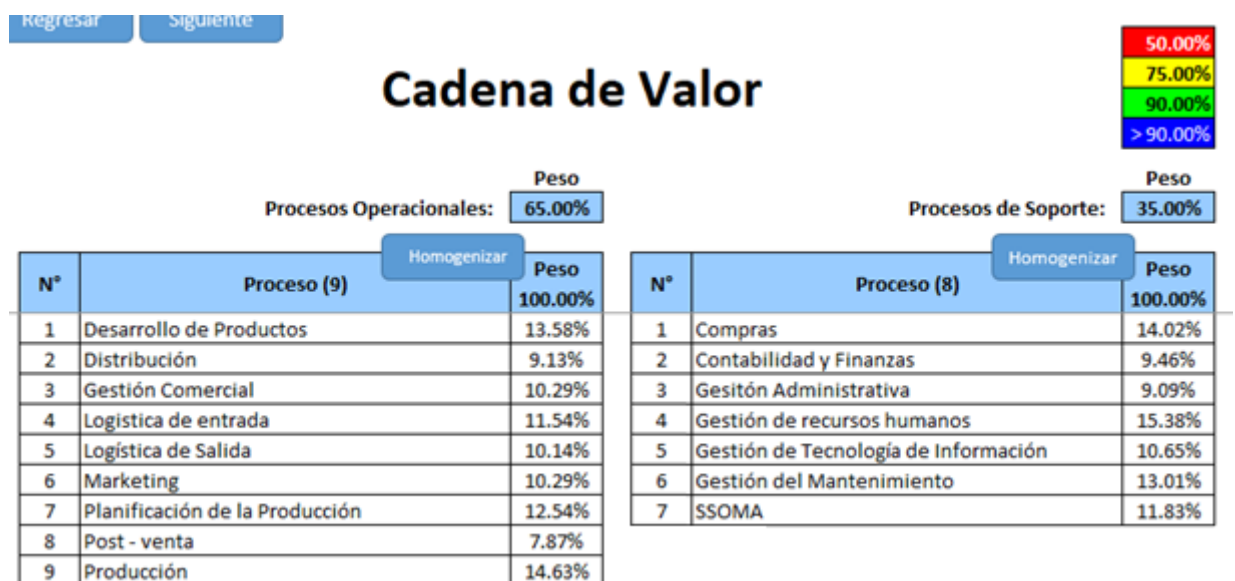 Regresar Siguiente
50.00%
75.00%
90.00%
> 90.00%
Cadena de Valor
Peso Peso
Procesos Operacionales: 65.00% Procesos de Soporte: 35.00%
Homogenizar Homogenizar
N° Proceso (9) Peso 100.00% N° Proceso (8) Peso 100.00%
1 Desarrollo de Productos 13.58% 1 Compras 14.02%
2 Distribución 9.13% 2 Contabilidad y Finanzas 9.46%
3 Gestión Comercial 10.29% 3 Gesitón Administrativa 9.09%
4 Logistica de entrada 11.54% 4 Gestión de recursos humanos 15.38%
5 Logística de Salida 10.14% 5 Gestión de Tecnología de Información 10.65%
6 Marketing 10.29% 6 Gestión del Mantenimiento 13.01%
7 Planificación de la Producción 12.54% 7 SSOMA 11.83%
8 Post - venta 7.87%
9 Producción 14.63%